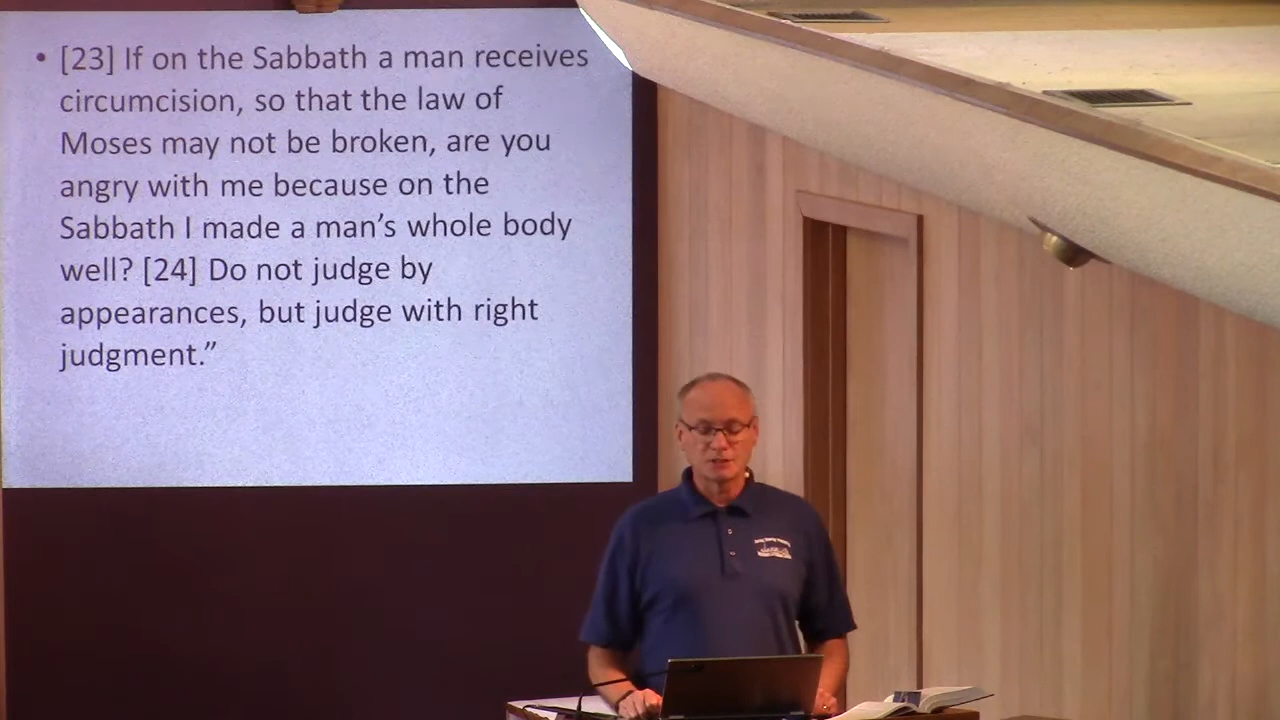 • [23] If on the Sabbath a man receives
circumcision, so that the law of
Moses may not be broken, are you
angry with me because on the
Sabbath I made a man’s whole body
well? [24] Do not judge by
appearances, but judge with right
judgment.”